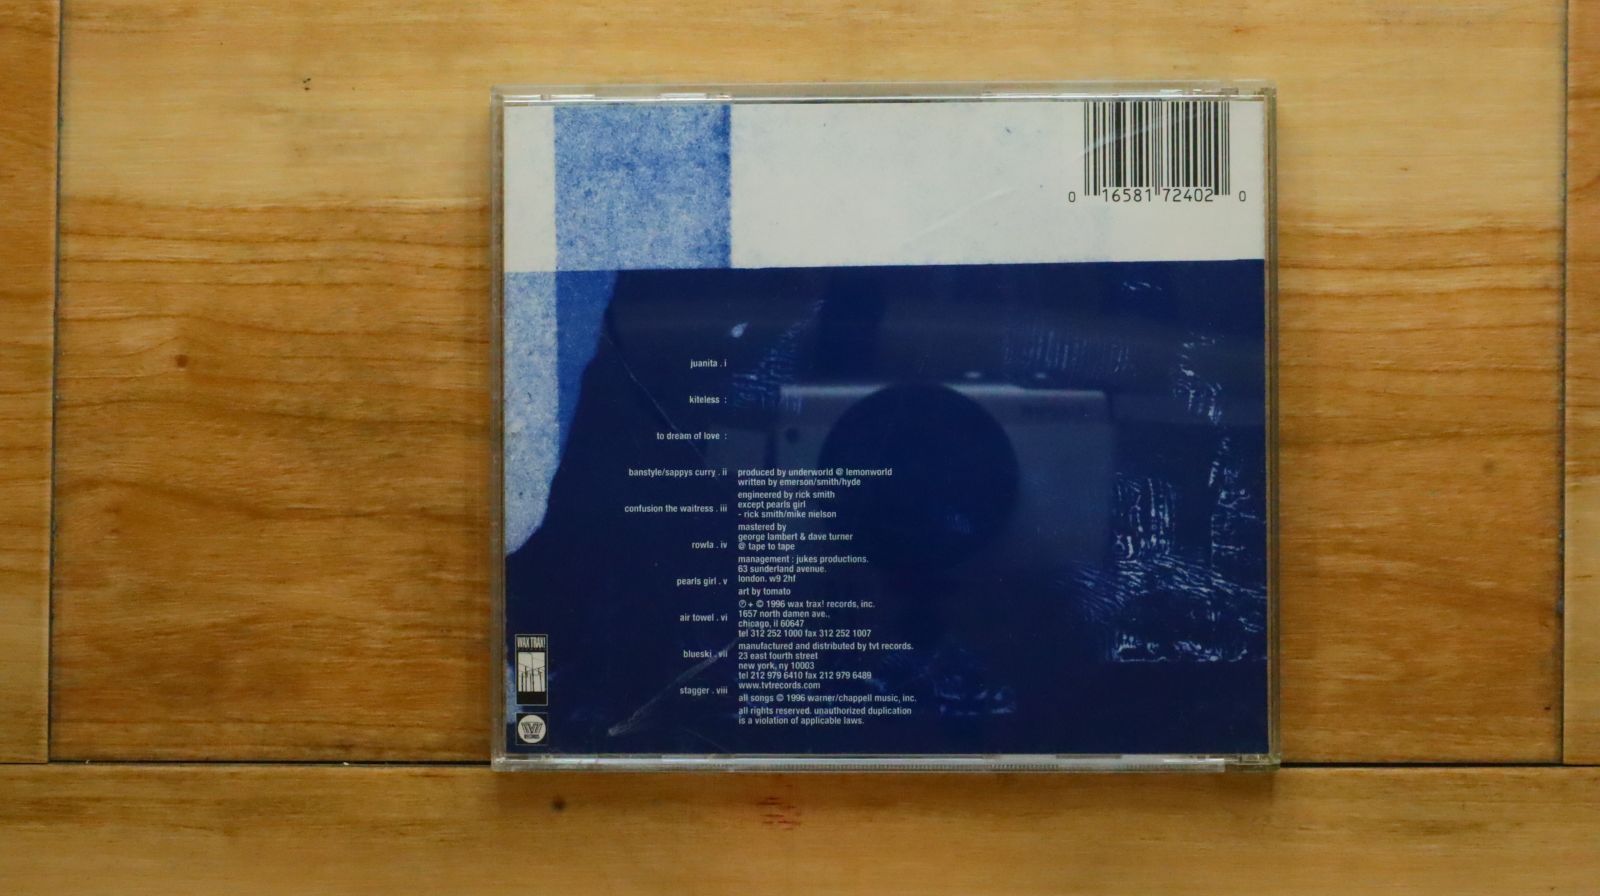 0 16581 72402 0
juanita . i
kiteless :
to dream of love :
banstyle/sappys curry . ii
confusion the waitress . iii
rowla . iv
pearls girl . v
air towel . vi
blueski . vii
stagger . viii
produced by underworld @ lemonworld
written by emerson/smith/hyde
engineered by rick smith
except pearls girl
- rick smith/mike nielson
mastered by
george lambert & dave turner
@ tape to tape
management : jukes productions.
63 sunderland avenue.
london. w9 2hf
art by tomato
℗ + © 1996 wax trax! records, inc.
1657 north damen ave..
chicago, il 60647
tel 312 252 1000 fax 312 252 1007
manufactured and distributed by tvt records.
23 east fourth street
new york, ny 10003
tel 212 979 6410 fax 212 979 6489
www.tvtrecords.com
all songs © 1996 warner/chappell music, inc.
all rights reserved. unauthorized duplication
is a violation of applicable laws.
WAX TRAX!
TVT
RECORDS